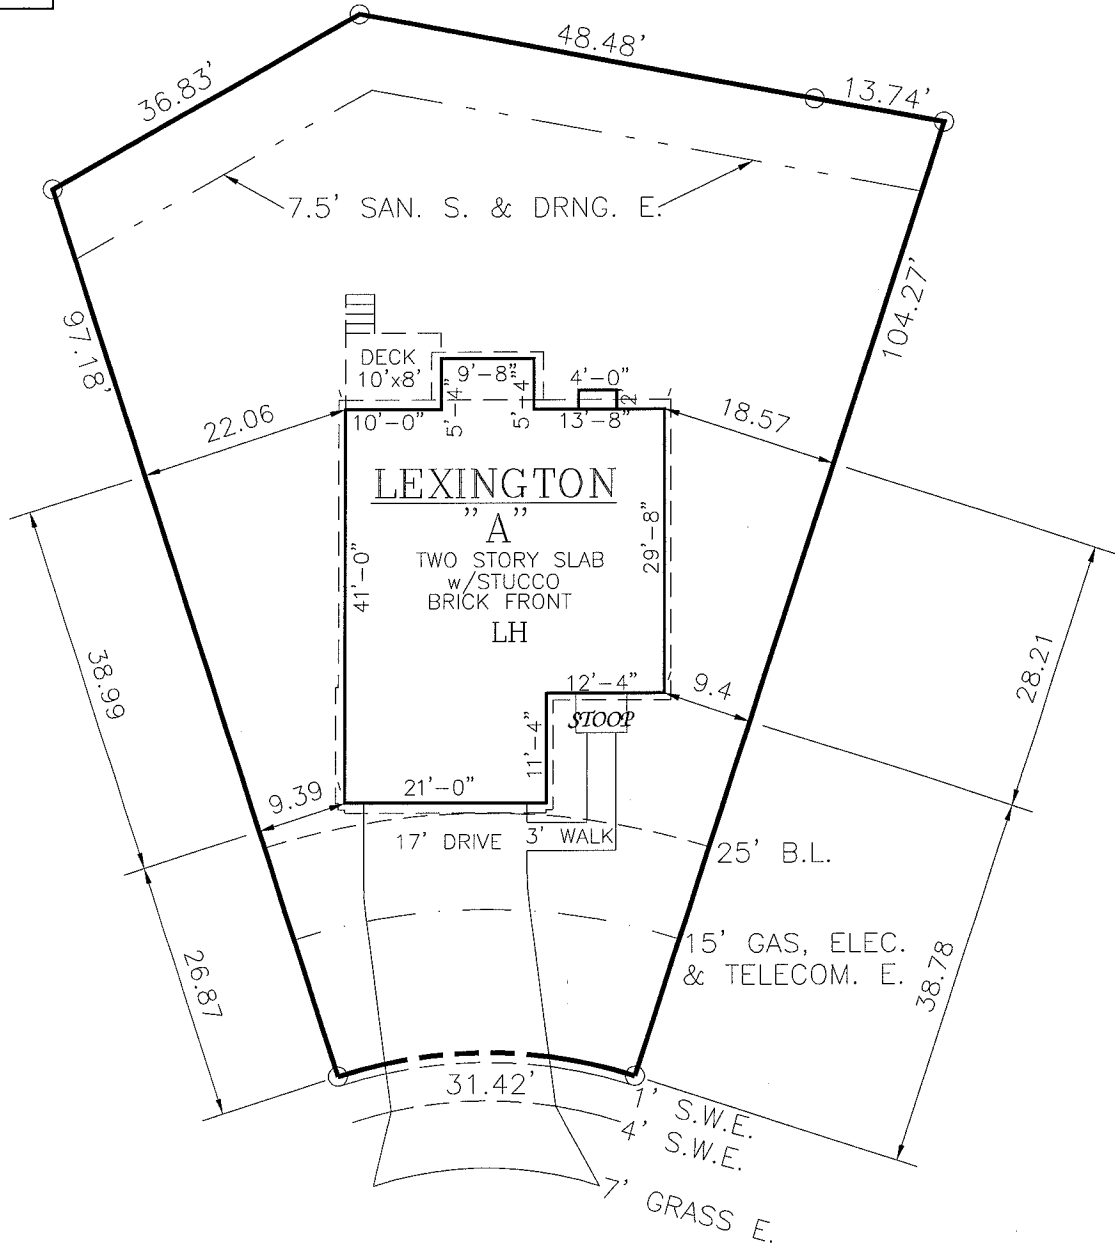 48.48'
36.83'
13.74'
7.5' SAN. S. & DRNG. E.
97.18'
104.27'
DECK
10'x8'
9'-8"
4'-0"
2
5'-4"
5'-4"
10'-0"
13'-8"
22.06
18.57
LEXINGTON
"A"
TWO STORY SLAB
w/STUCCO
BRICK FRONT
LH
41'-0"
29'-8"
38.99
28.21
12'-4"
9.4
STOOP
11'-4"
21'-0"
9.39
17' DRIVE
3' WALK
25' B.L.
15' GAS, ELEC.
& TELECOM. E.
26.87
38.78
31.42'
1' S.W.E.
4' S.W.E.
7' GRASS E.